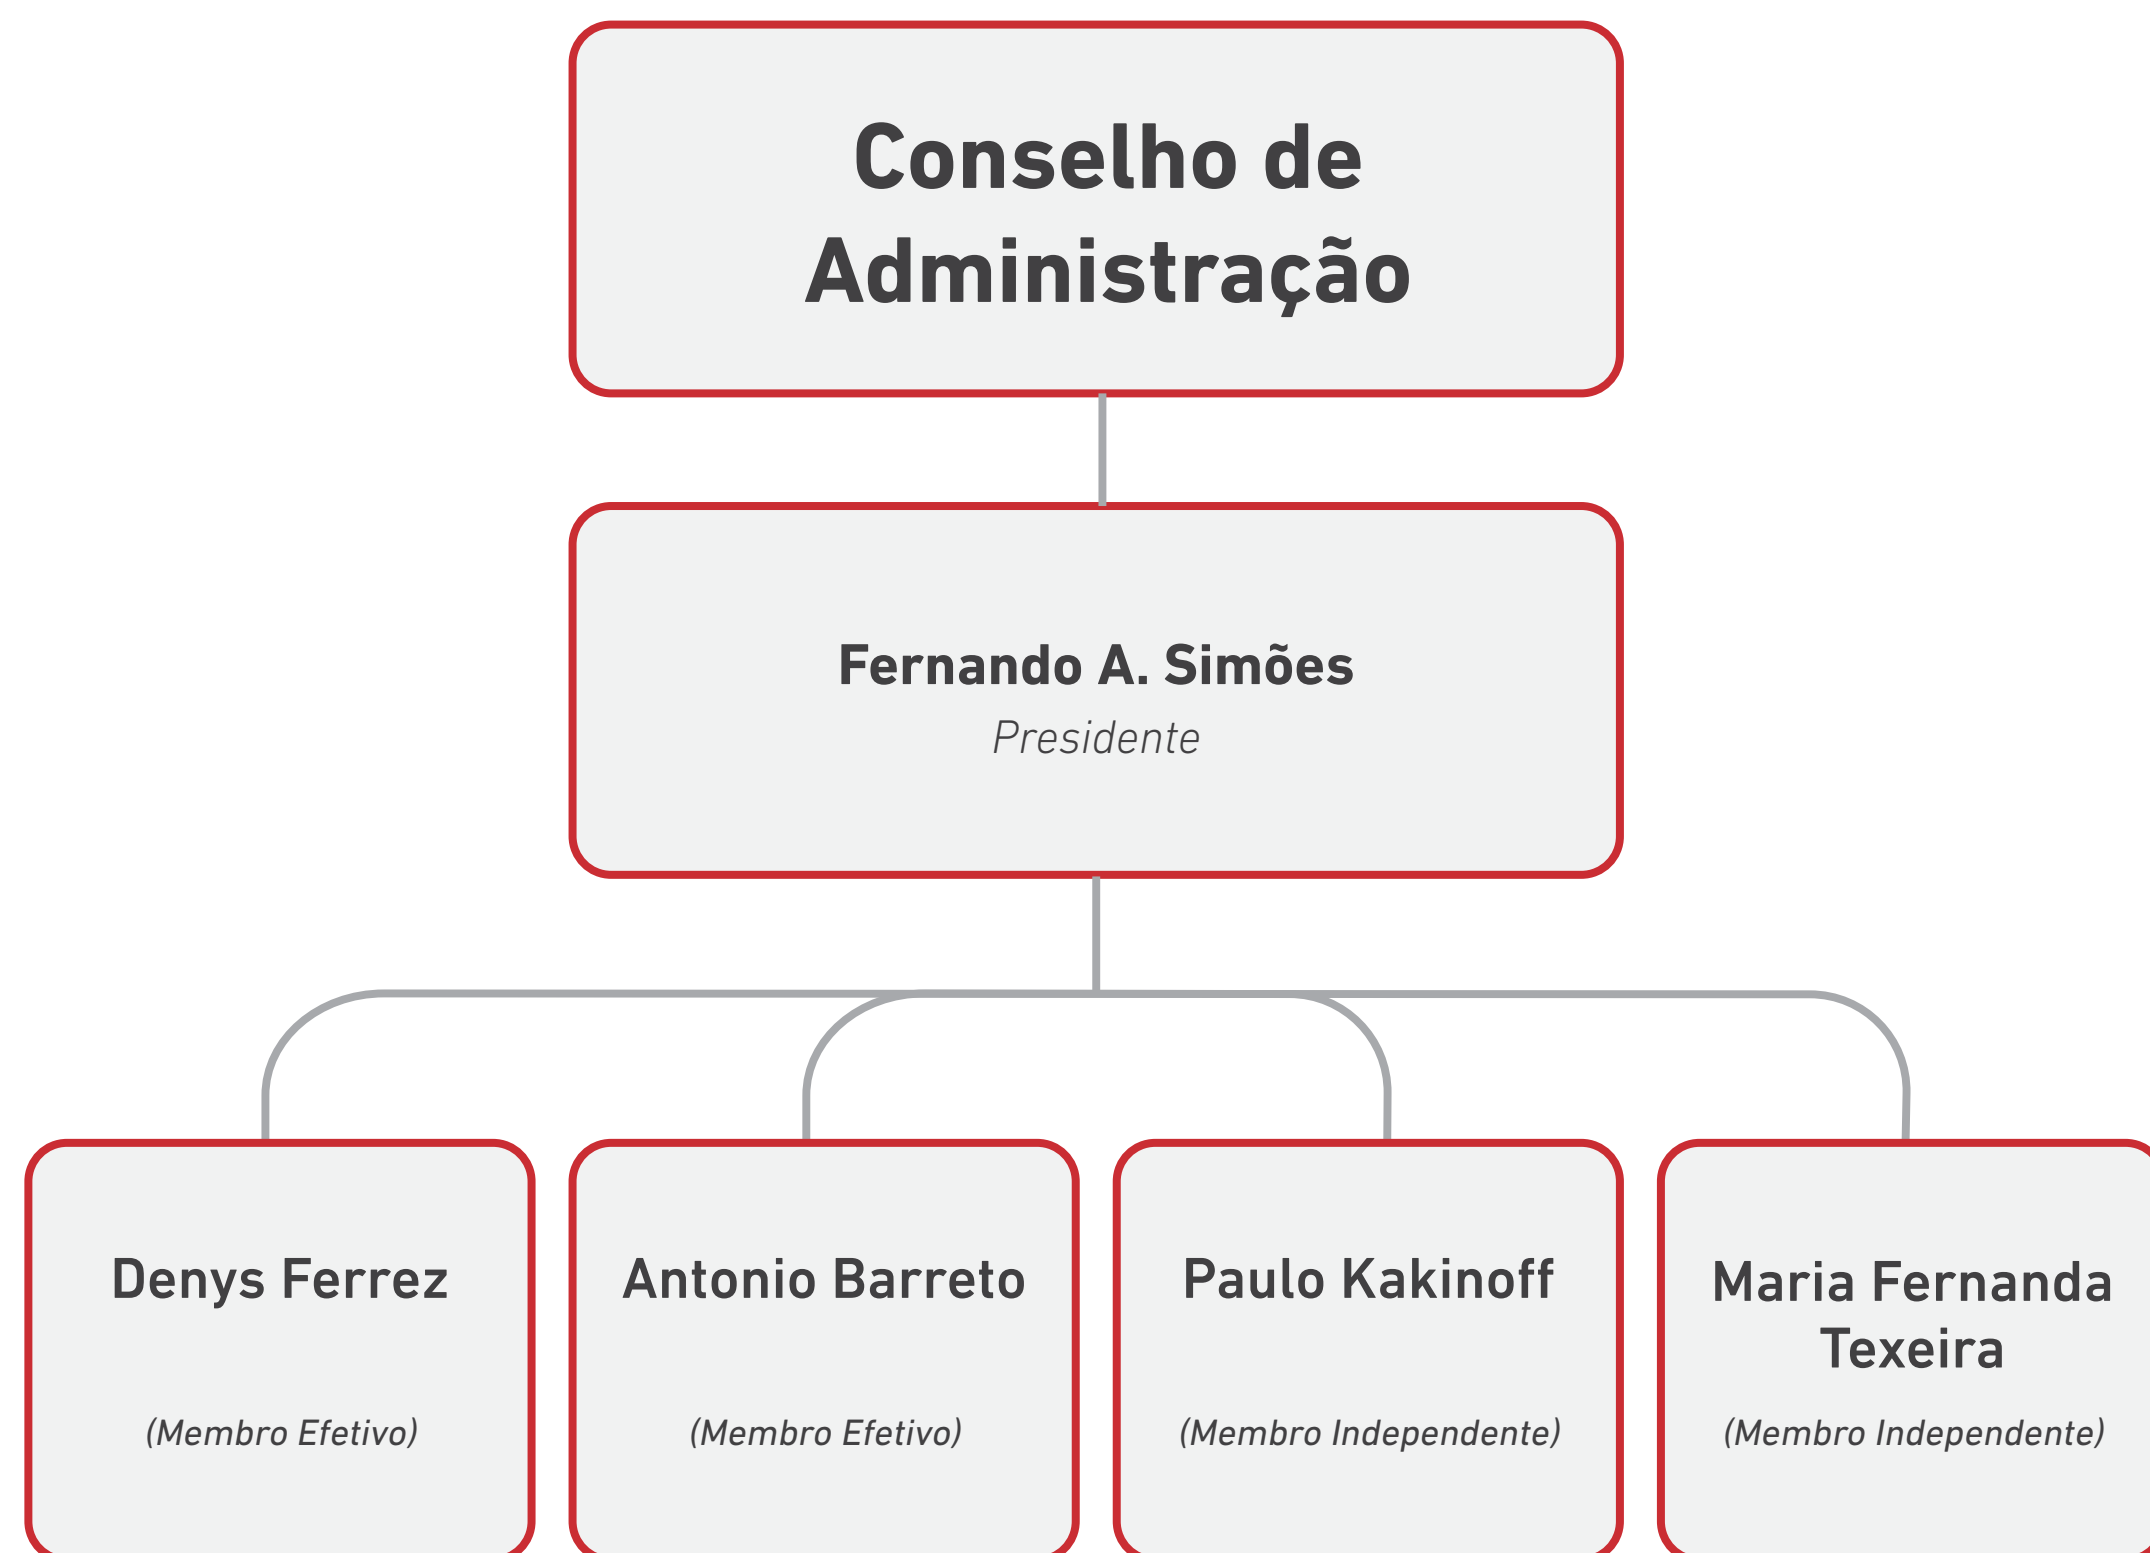 Conselho de
Administração
Fernando A. Simões
Presidente
Denys Ferrez
(Membro Efetivo)
Antonio Barreto
(Membro Efetivo)
Paulo Kakinoff
(Membro Independente)
Maria Fernanda
Texeira
(Membro Independente)